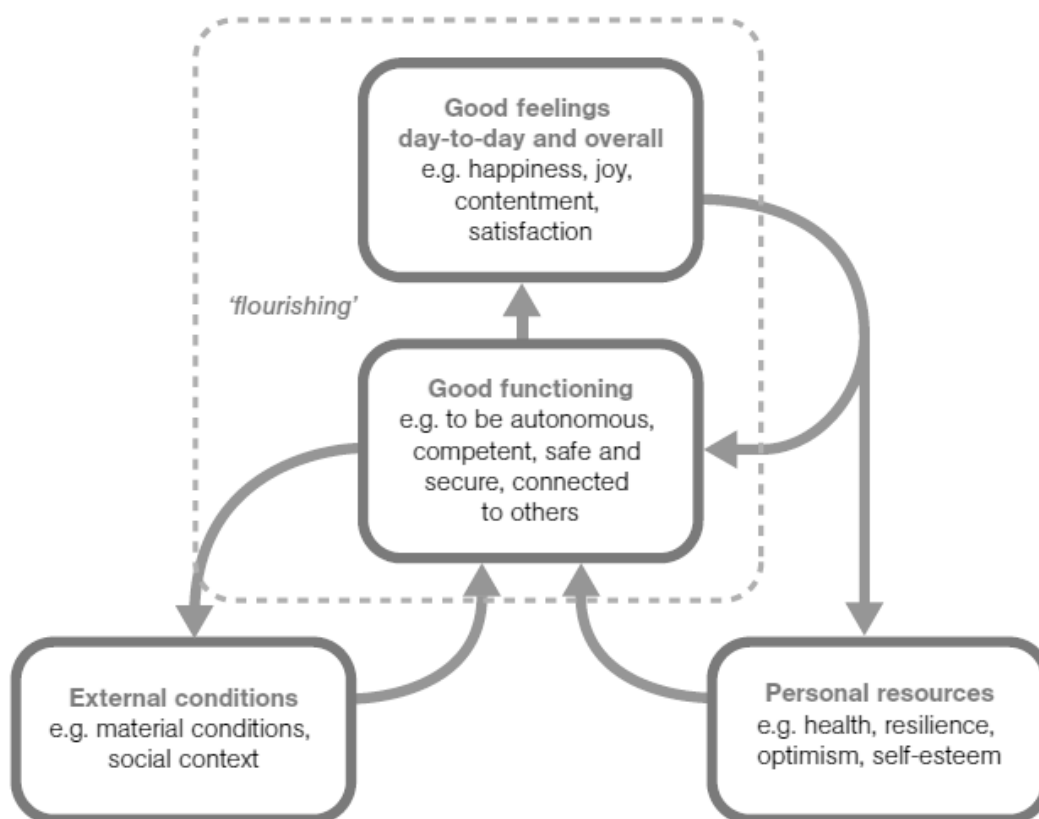 Good feelings
day-to-day and overall
e.g. happiness, joy,
contentment,
satisfaction
‘flourishing’
Good functioning
e.g. to be autonomous,
competent, safe and
secure, connected
to others
External conditions
e.g. material conditions,
social context
Personal resources
e.g. health, resilience,
optimism, self-esteem